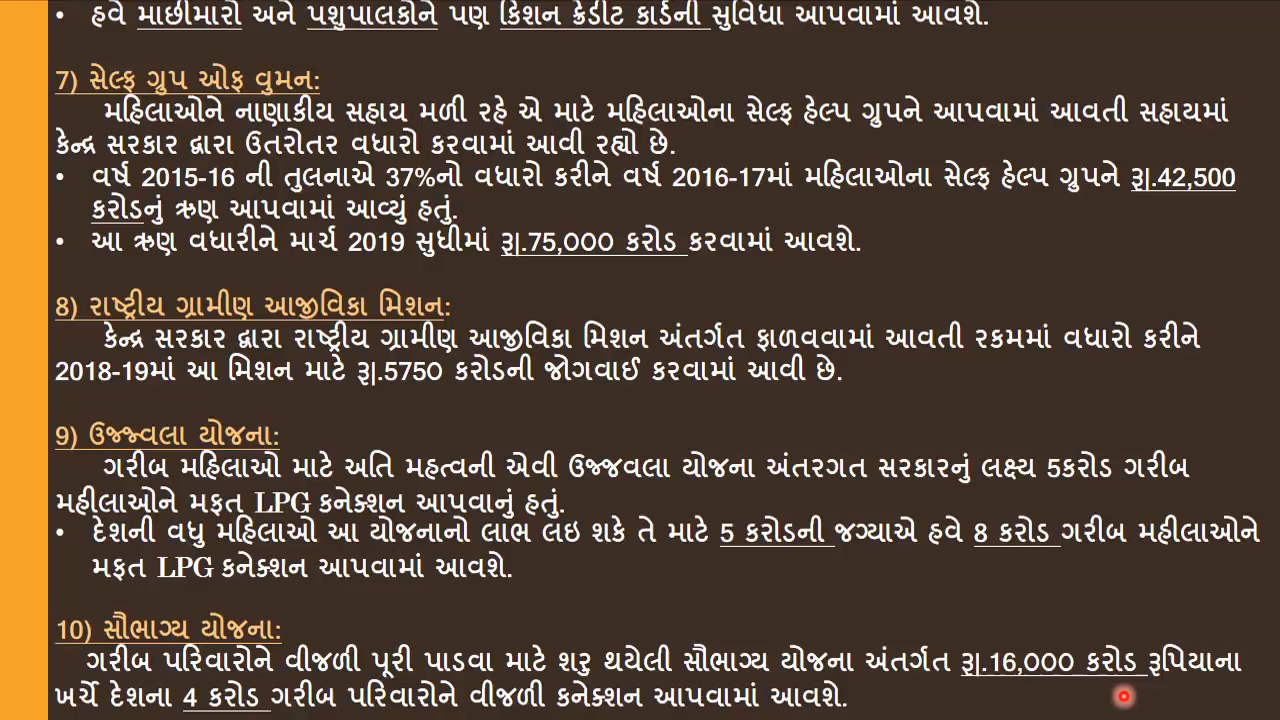 • હવે માછીમારો અને પશુપાલકોને પણ કિશન ક્રેડીટ કાર્ડની સુવિધા આપવામાં આવશે.
7) સેલ્ફ ગ્રુપ ઓફ વુમન:
મહિલાઓને નાણાકીય સહાય મળી રહે એ માટે મહિલાઓના સેલ્ફ હેલ્પ ગ્રુપને આપવામાં આવતી સહાયમાં
કેન્દ્ર સરકાર દ્વારા ઉતરોતર વધારો કરવામાં આવી રહ્યો છે.
• વર્ષ 2015-16 ની તુલનાએ 37%નો વધારો કરીને વર્ષ 2016-17માં મહિલાઓના સેલ્ફ હેલ્પ ગ્રુપને રૂ|.42,500
કરોડનું ઋણ આપવામાં આવ્યું હતું.
• આ ઋણ વધારીને માર્ચ 2019 સુધીમાં રૂ|.75,000 કરોડ કરવામાં આવશે.
8) રાષ્ટ્રીય ગ્રામીણ આજીવિકા મિશન:
કેન્દ્ર સરકાર દ્વારા રાષ્ટ્રીય ગ્રામીણ આજીવિકા મિશન અંતર્ગત ફાળવવામાં આવતી રકમમાં વધારો કરીને
2018-19માં આ મિશન માટે રૂ|.5750 કરોડની જોગવાઈ કરવામાં આવી છે.
9) ઉજ્જ્વલા યોજના:
ગરીબ મહિલાઓ માટે અતિ મહત્વની એવી ઉજ્જવલા યોજના અંતરગત સરકારનું લક્ષ્ય 5કરોડ ગરીબ
મહીલાઓને મફત LPG કનેક્શન આપવાનું હતું.
• દેશની વધુ મહિલાઓ આ યોજનાનો લાભ લઇ શકે તે માટે 5 કરોડની જગ્યાએ હવે 8 કરોડ ગરીબ મહીલાઓને
મફત LPG કનેક્શન આપવામાં આવશે.
10) સૌભાગ્ય યોજના:
ગરીબ પરિવારોને વીજળી પૂરી પાડવા માટે શરુ થયેલી સૌભાગ્ય યોજના અંતર્ગત રૂ|.16,000 કરોડ રૂપિયાના
ખર્ચે દેશના 4 કરોડ ગરીબ પરિવારોને વીજળી કનેક્શન આપવામાં આવશે.